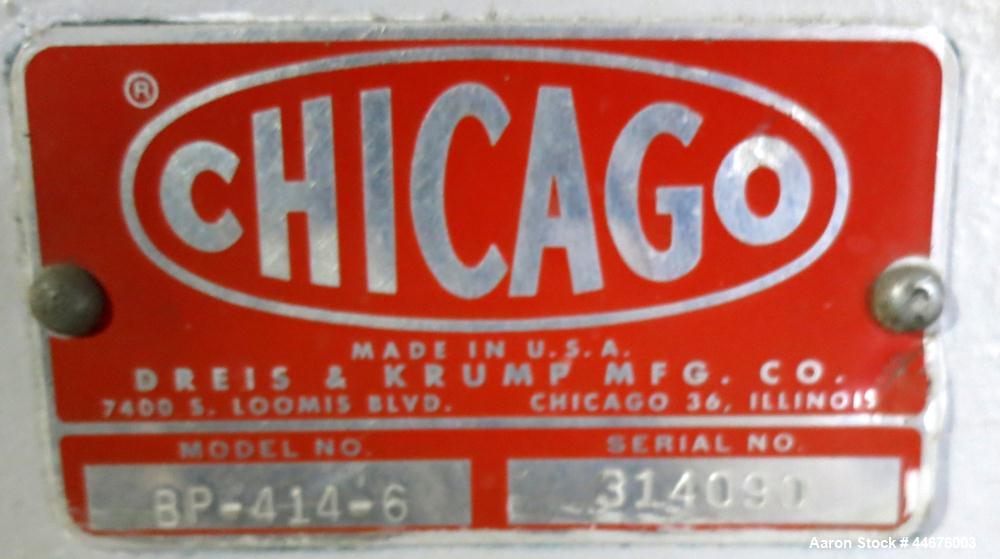 ®
CHICAGO
MADE IN U.S.A.
DREIS & KRUMP MFG. CO.
7400 S. LOOMIS BLVD. CHICAGO 36, ILLINOIS
MODEL NO. SERIAL NO.
BP-414-6 314090
Aaron Stock # 44676003